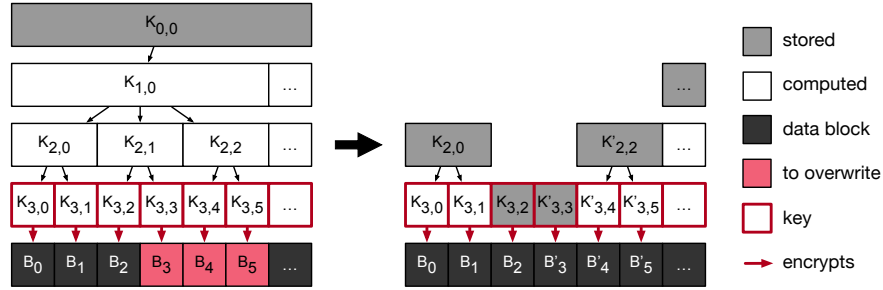 K0,0
K1,0 ...
K2,0 K2,1 K2,2 ...
K3,0 K3,1 K3,2 K3,3 K3,4 K3,5 ...
B0 B1 B2 B3 B4 B5 ...
...
K2,0 K'2,2 ...
K3,0 K3,1 K3,2 K'3,3 K'3,4 K'3,5 ...
B0 B1 B2 B'3 B'4 B'5 ...
stored
computed
data block
to overwrite
key
encrypts